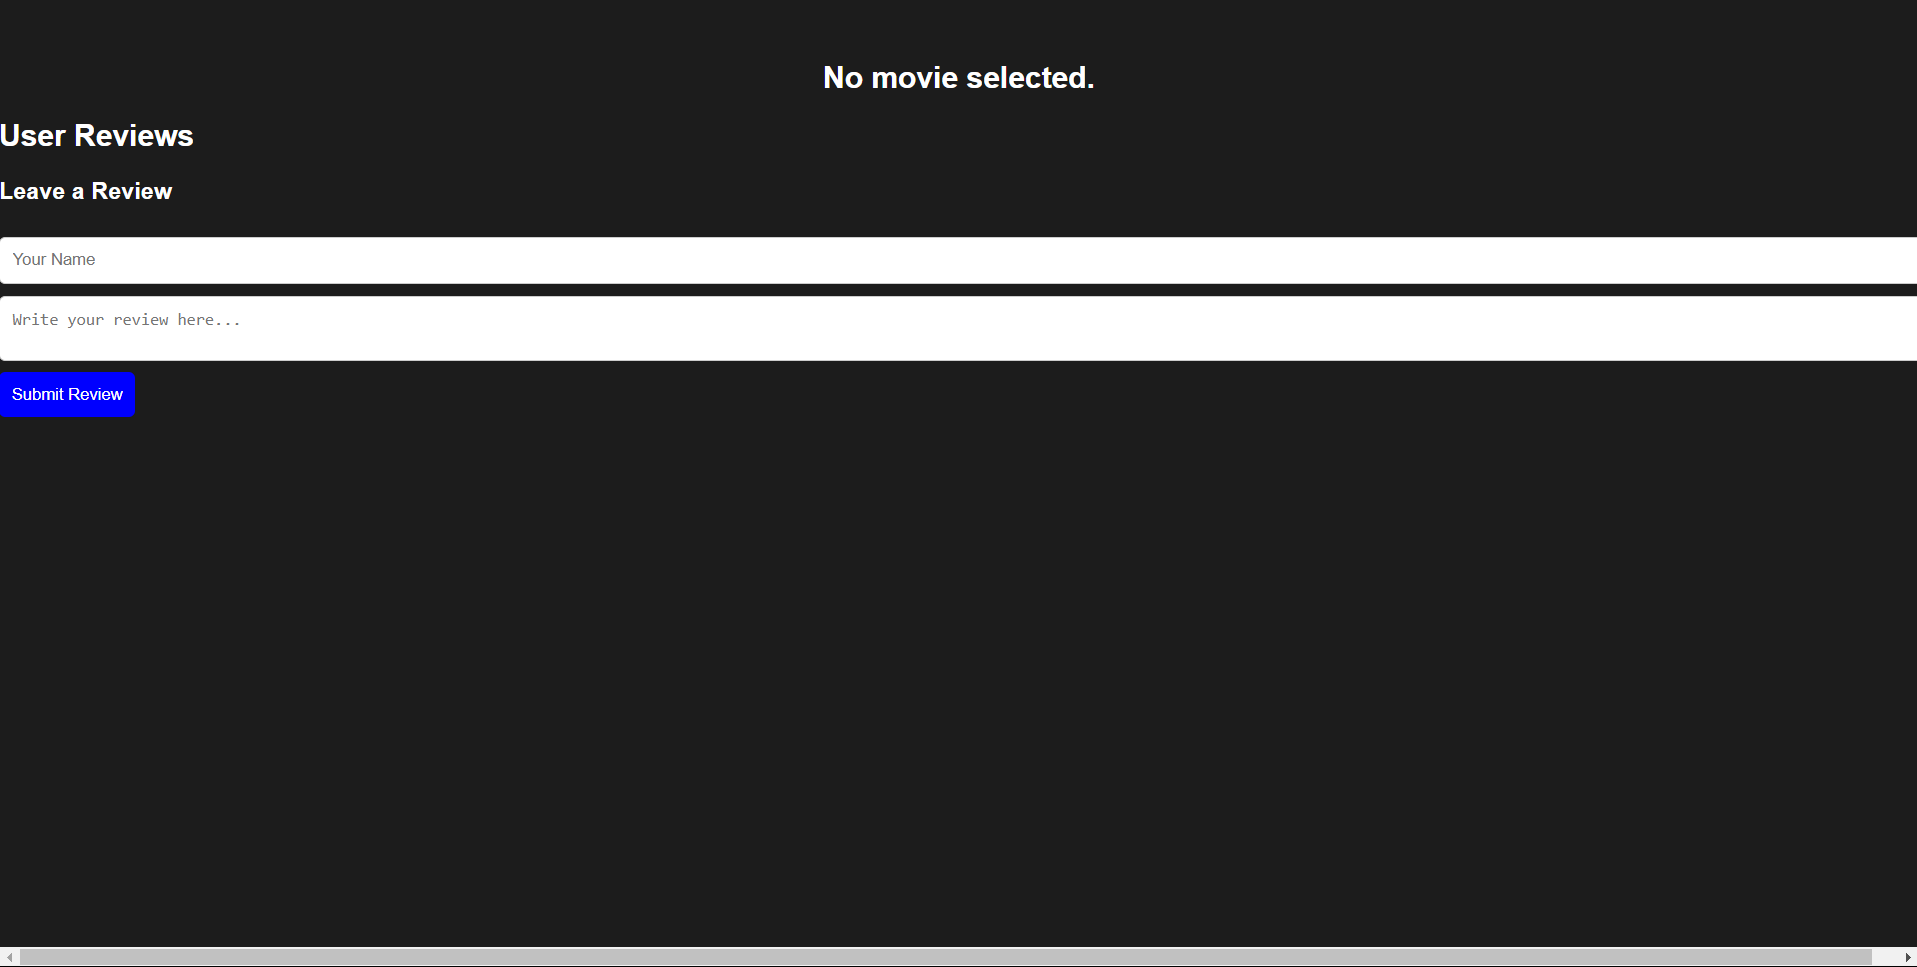 No movie selected.
User Reviews
Leave a Review
Your Name
Write your review here...
Submit Review